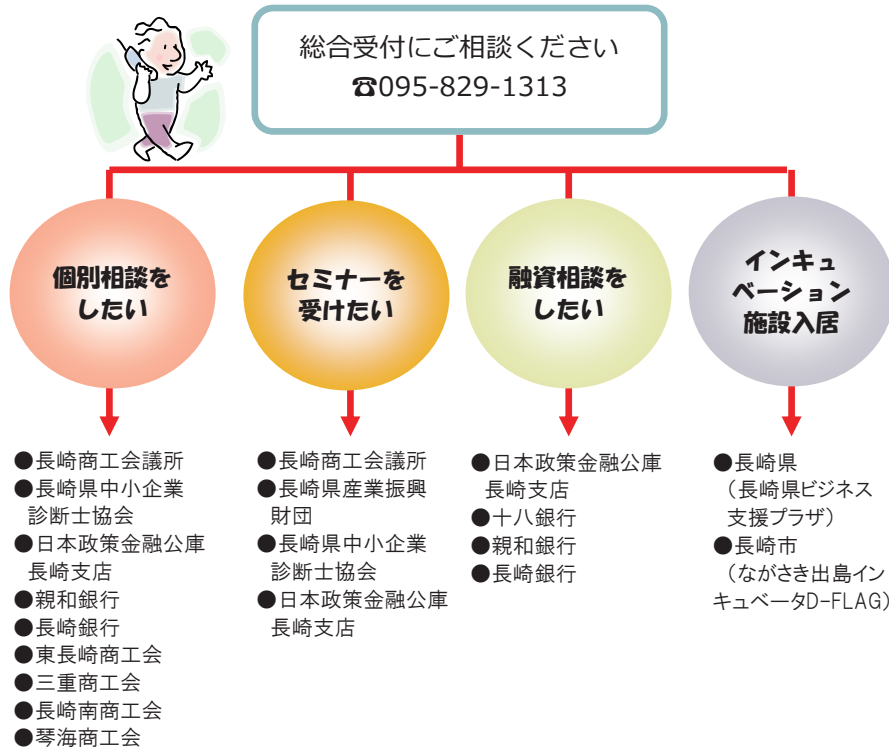 総合受付にご相談ください
☎095-829-1313
個別相談を
したい
セミナーを
受けたい
融資相談を
したい
インキュ
ベーション
施設入居
●長崎商工会議所
●長崎県中小企業
診断士協会
●日本政策金融公庫
長崎支店
●親和銀行
●長崎銀行
●東長崎商工会
●三重商工会
●長崎南商工会
●琴海商工会
●長崎商工会議所
●長崎県産業振興
財団
●長崎県中小企業
診断士協会
●日本政策金融公庫
長崎支店
●日本政策金融公庫
長崎支店
●十八銀行
●親和銀行
●長崎銀行
●長崎県
（長崎県ビジネス
支援プラザ）
●長崎市
（ながさき出島イン
キュベータD-FLAG）